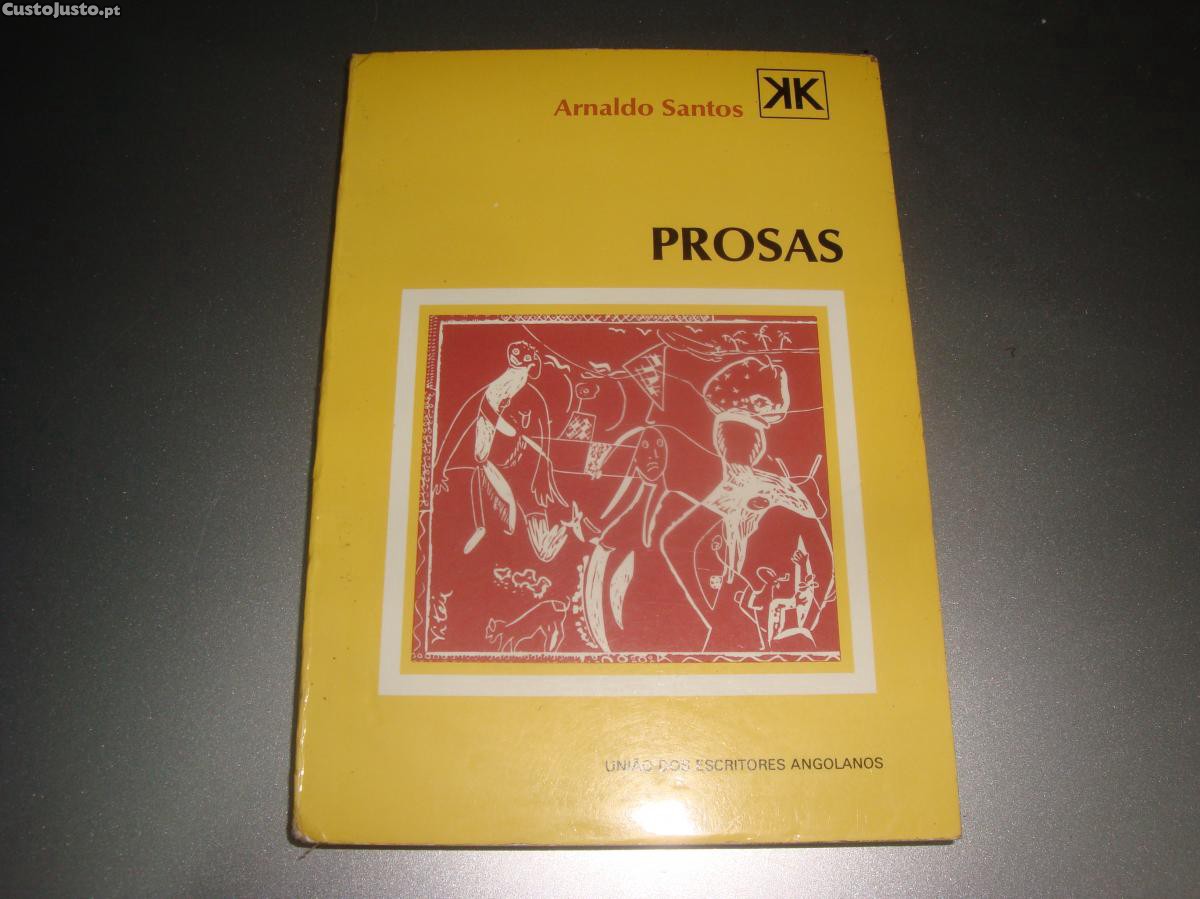 CustoJusto.pt
Arnaldo Santos
KK
PROSAS
UNIÃO DOS ESCRITORES ANGOLANOS